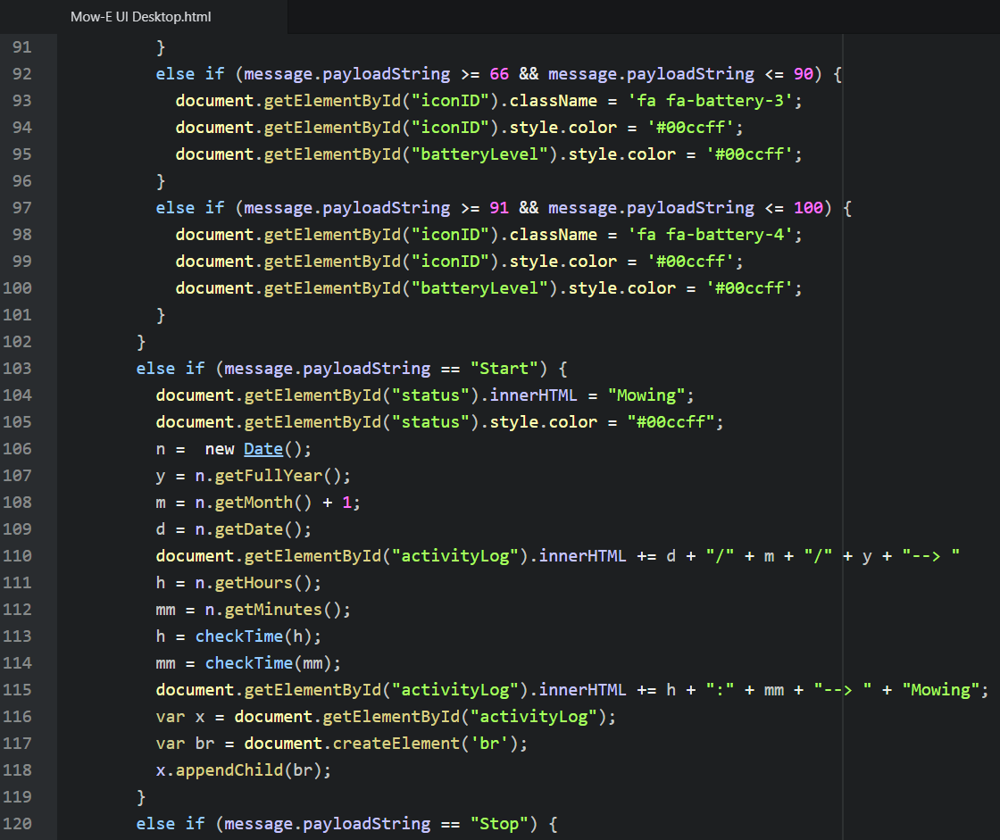 Mow-E UI Desktop.html
91 }
92 else if (message.payloadString >= 66 && message.payloadString <= 90) {
93 document.getElementById("iconID").className = 'fa fa-battery-3';
94 document.getElementById("iconID").style.color = '#00ccff';
95 document.getElementById("batteryLevel").style.color = '#00ccff';
96 }
97 else if (message.payloadString >= 91 && message.payloadString <= 100) {
98 document.getElementById("iconID").className = 'fa fa-battery-4';
99 document.getElementById("iconID").style.color = '#00ccff';
100 document.getElementById("batteryLevel").style.color = '#00ccff';
101 }
102 }
103 else if (message.payloadString == "Start") {
104 document.getElementById("status").innerHTML = "Mowing";
105 document.getElementById("status").style.color = "#00ccff";
106 n =  new Date();
107 y = n.getFullYear();
108 m = n.getMonth() + 1;
109 d = n.getDate();
110 document.getElementById("activityLog").innerHTML += d + "/" + m + "/" + y + "--> "
111 h = n.getHours();
112 mm = n.getMinutes();
113 h = checkTime(h);
114 mm = checkTime(mm);
115 document.getElementById("activityLog").innerHTML += h + ":" + mm + "--> " + "Mowing";
116 var x = document.getElementById("activityLog");
117 var br = document.createElement('br');
118 x.appendChild(br);
119 }
120 else if (message.payloadString == "Stop") {